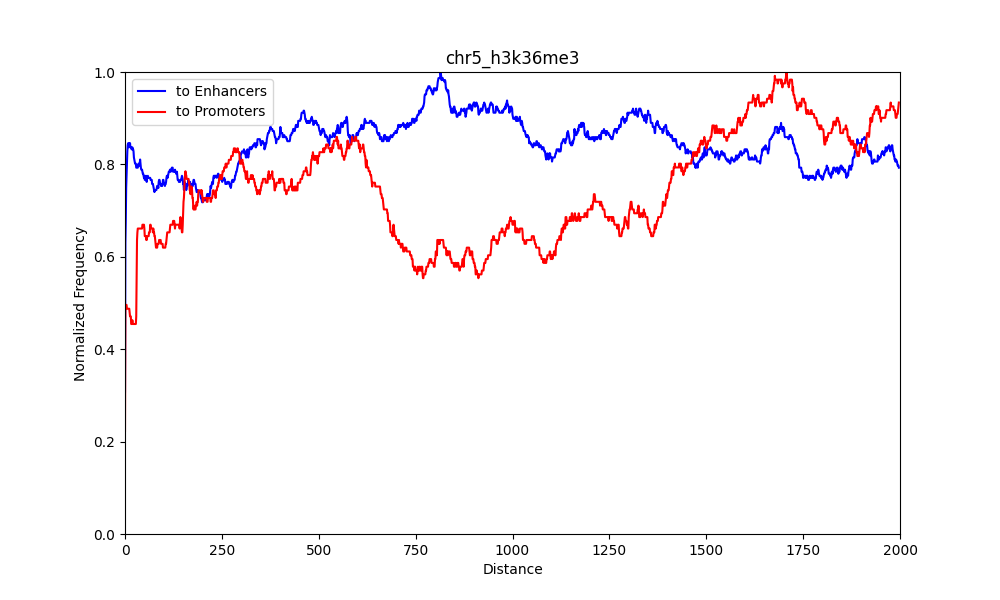 chr5_h3k36me3
to Enhancers
to Promoters
Normalized Frequency
1.0
0.8
0.6
0.4
0.2
0.0
0 250 500 750 1000 1250 1500 1750 2000
Distance